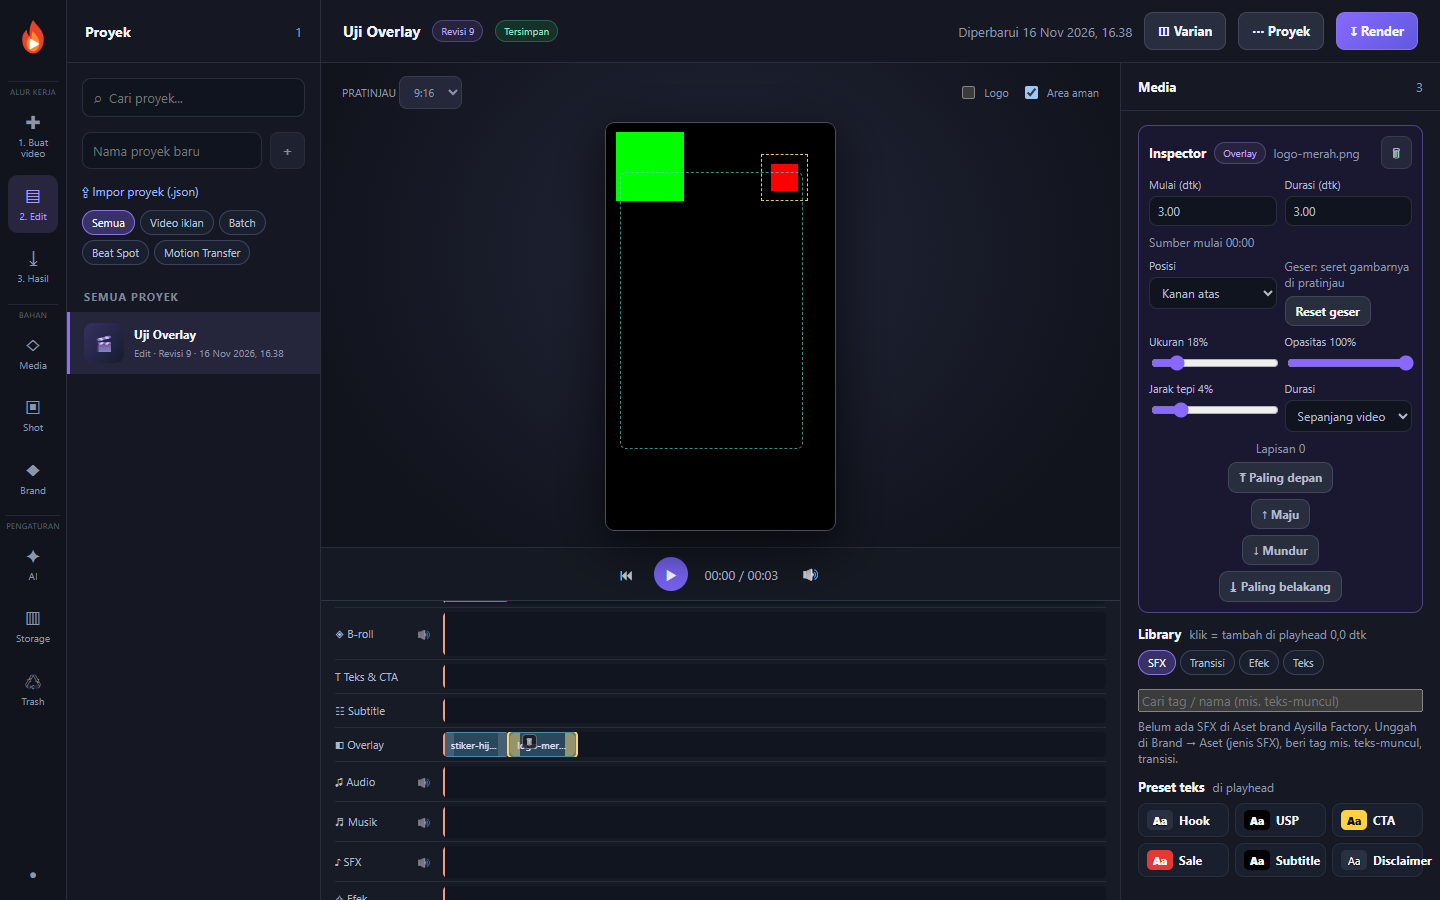 ALUR KERJA
1. Buat video
2. Edit
3. Hasil
BAHAN
Media
Shot
Brand
PENGATURAN
AI
Storage
Trash
Proyek
1
Cari proyek...
Nama proyek baru
+
Impor proyek (.json)
Semua
Video iklan
Batch
Beat Spot
Motion Transfer
SEMUA PROYEK
Uji Overlay
Edit · Revisi 9 · 16 Nov 2026, 16.38
Uji Overlay
Revisi 9
Tersimpan
Diperbarui 16 Nov 2026, 16.38
Varian
Proyek
Render
PRATINJAU
9:16
Logo
Area aman
00:00 / 00:03
B-roll
Teks & CTA
Subtitle
Overlay
stiker-hij...
Audio
Musik
SFX
Efek
Media
3
Inspector
Overlay
logo-merah.png
Mulai (dtk)
Durasi (dtk)
3.00
3.00
Sumber mulai 00:00
Posisi
Geser: seret gambarnya di pratinjau
Kanan atas
Reset geser
Ukuran 18%
Opasitas 100%
Jarak tepi 4%
Durasi
Sepanjang video
Lapisan 0
Paling depan
Maju
Mundur
Paling belakang
Library
klik = tambah di playhead 0,0 dtk
SFX
Transisi
Efek
Teks
Cari tag / nama (mis. teks-muncul)
Belum ada SFX di Aset brand Aysilla Factory. Unggah
di Brand → Aset (jenis SFX), beri tag mis. teks-muncul,
transisi.
Preset teks
di playhead
Aa Hook
Aa USP
Aa CTA
Aa Sale
Aa Subtitle
Aa Disclaimer